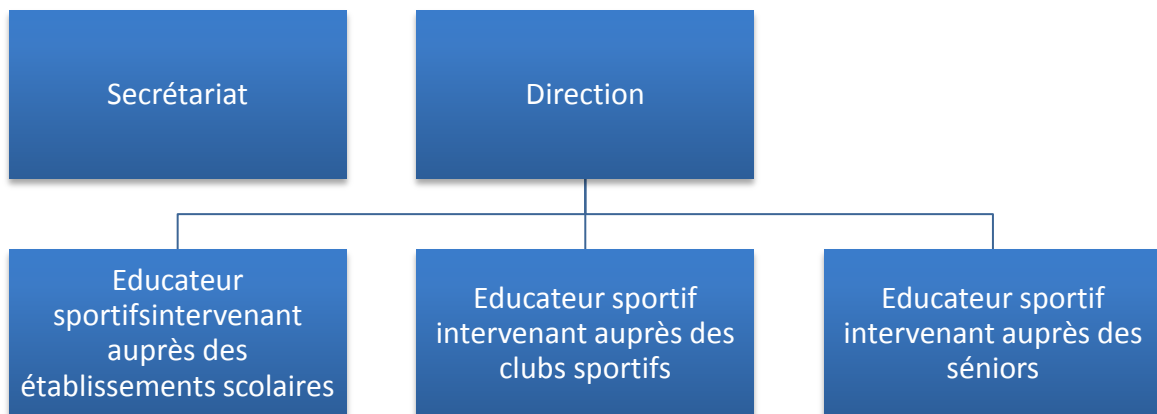 Secrétariat
Direction
Educateur
sportifsintervenant
auprès des
établissements scolaires
Educateur sportif
intervenant auprès des
clubs sportifs
Educateur sportif
intervenant auprès des
séniors